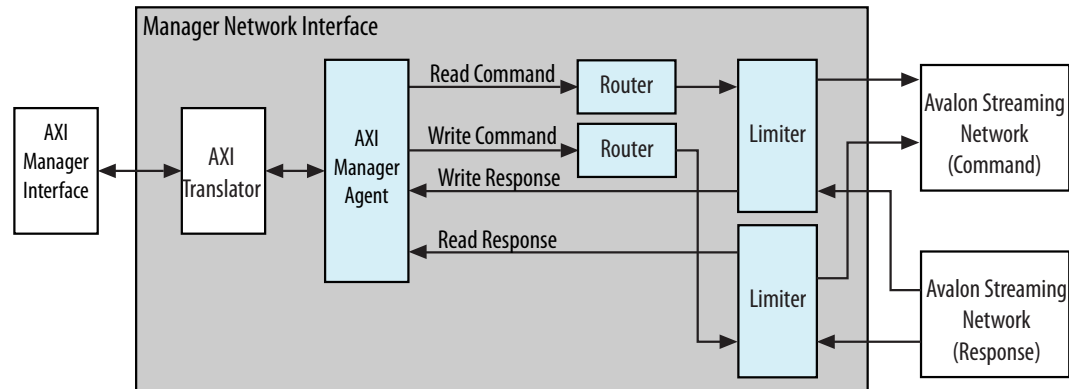 Manager Network Interface
AXI
Manager
Interface
AXI
Translator
AXI
Manager
Agent
Read Command
Write Command
Write Response
Read Response
Router
Router
Limiter
Limiter
Avalon Streaming
Network
(Command)
Avalon Streaming
Network
(Response)